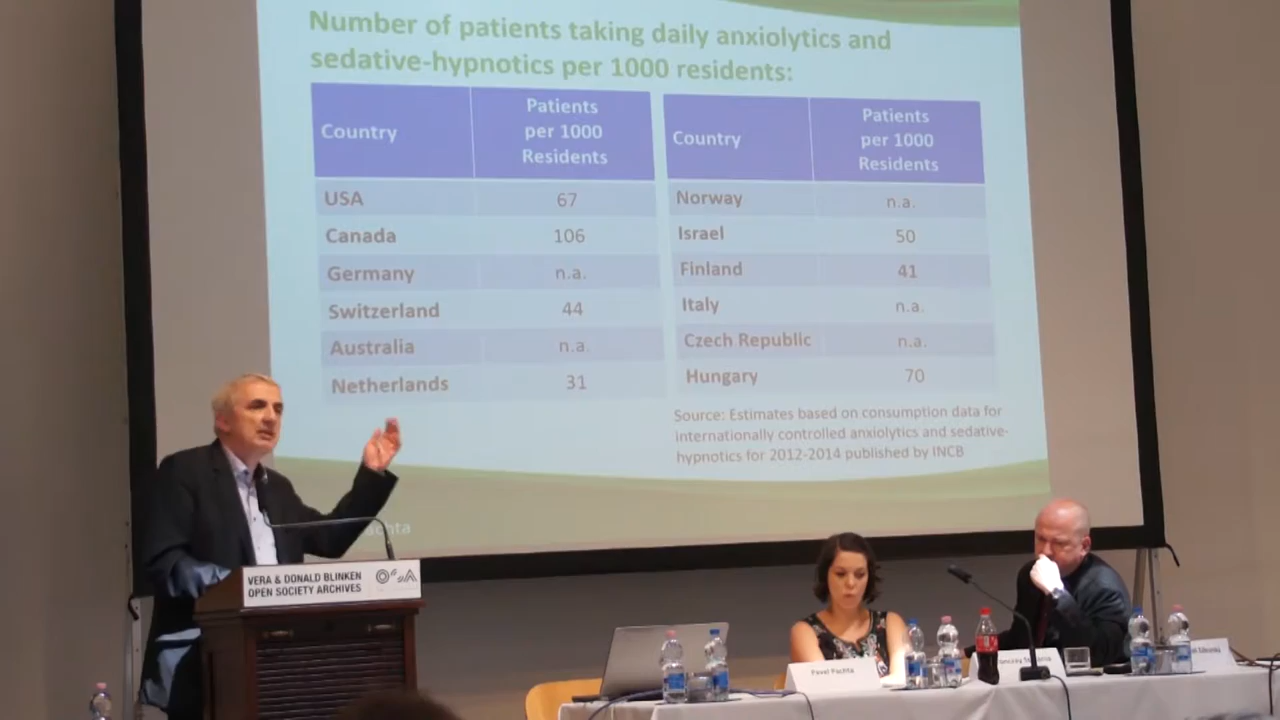 Number of patients taking daily anxiolytics and
sedative-hypnotics per 1000 residents:
Country
Patients
per 1000
Residents
USA 67
Canada 106
Germany n.a.
Switzerland 44
Australia n.a.
Netherlands 31
Country
Patients
per 1000
Residents
Norway n.a.
Israel 50
Finland 41
Italy n.a.
Czech Republic n.a.
Hungary 70
Source: Estimates based on consumption data for
internationally controlled anxiolytics and sedative-
hypnotics for 2012-2014 published by INCB
VERA & DONALD BLINKEN
OPEN SOCIETY ARCHIVES
OSA
Pavel Pachta